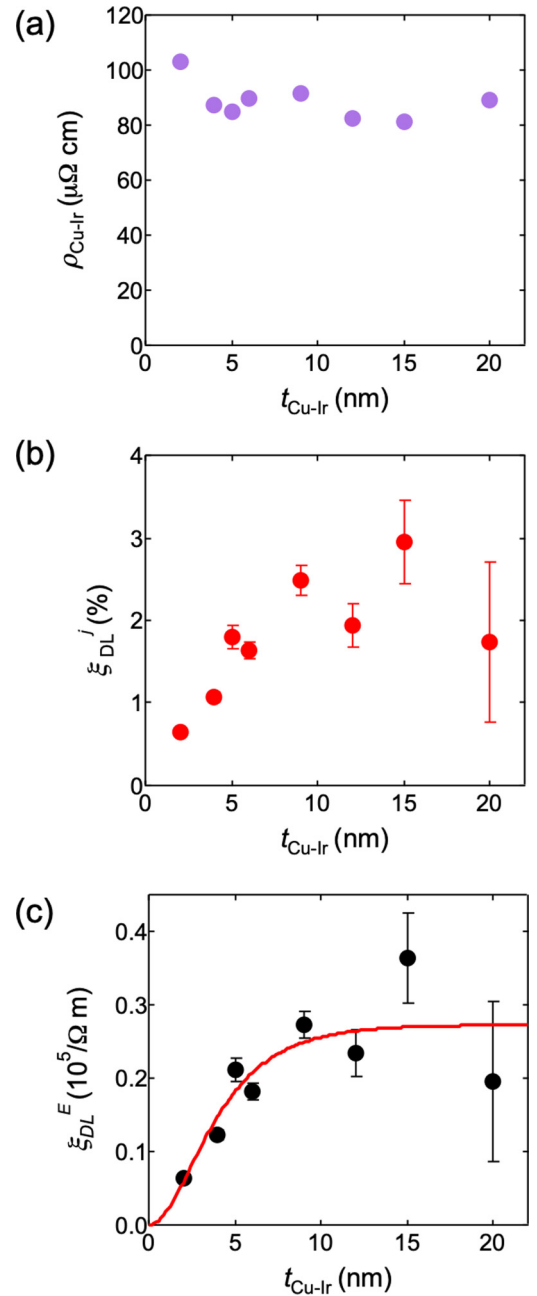 (a)
120
100
80
60
40
20
0
ρCu-Ir (μΩ cm)
0 5 10 15 20
tCu-Ir (nm)
(b)
4
3
2
1
0
ξDLj (%)
0 5 10 15 20
tCu-Ir (nm)
(c)
0.4
0.3
0.2
0.1
0.0
ξDLE (105/Ω m)
0 5 10 15 20
tCu-Ir (nm)